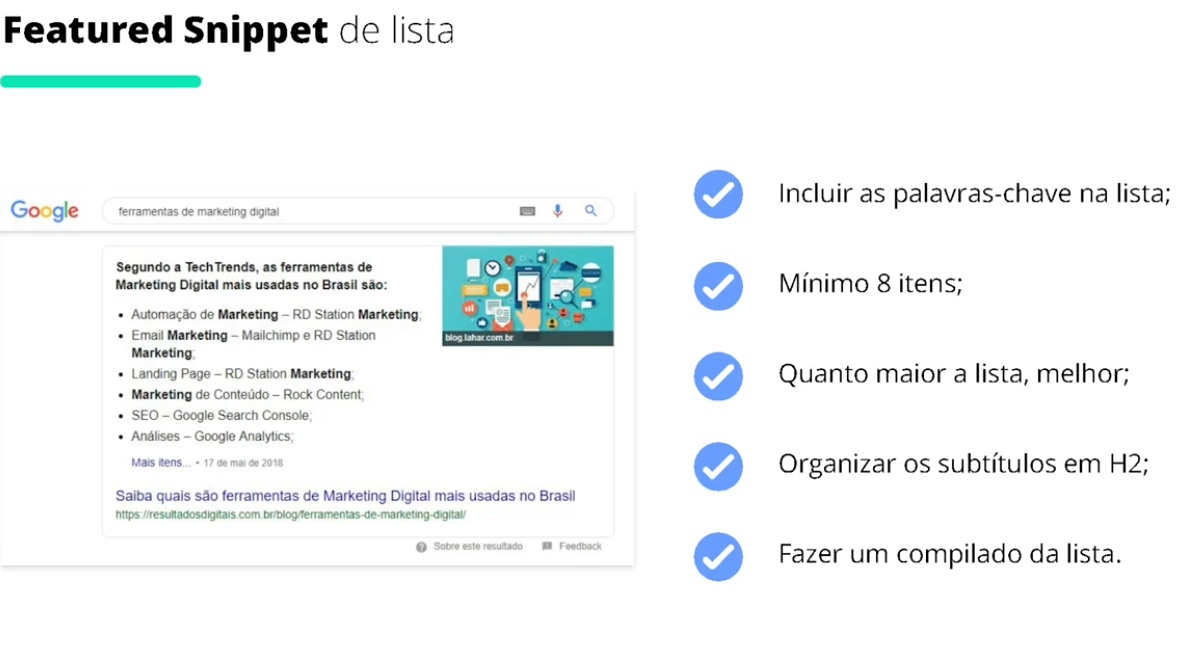 Featured Snippet de lista
Google
ferramentas de marketing digital
Segundo a TechTrends, as ferramentas de
Marketing Digital mais usadas no Brasil são:
• Automação de Marketing – RD Station Marketing;
• Email Marketing – Mailchimp e RD Station
Marketing;
• Landing Page – RD Station Marketing;
• Marketing de Conteúdo – Rock Content;
• SEO – Google Search Console;
• Análises – Google Analytics;
Mais itens... • 17 de mai de 2018
blog.lahar.com.br
Saiba quais são ferramentas de Marketing Digital mais usadas no Brasil
https://resultadosdigitais.com.br/blog/ferramentas-de-marketing-digital/
Sobre este resultado Feedback
Incluir as palavras-chave na lista;
Mínimo 8 itens;
Quanto maior a lista, melhor;
Organizar os subtítulos em H2;
Fazer um compilado da lista.